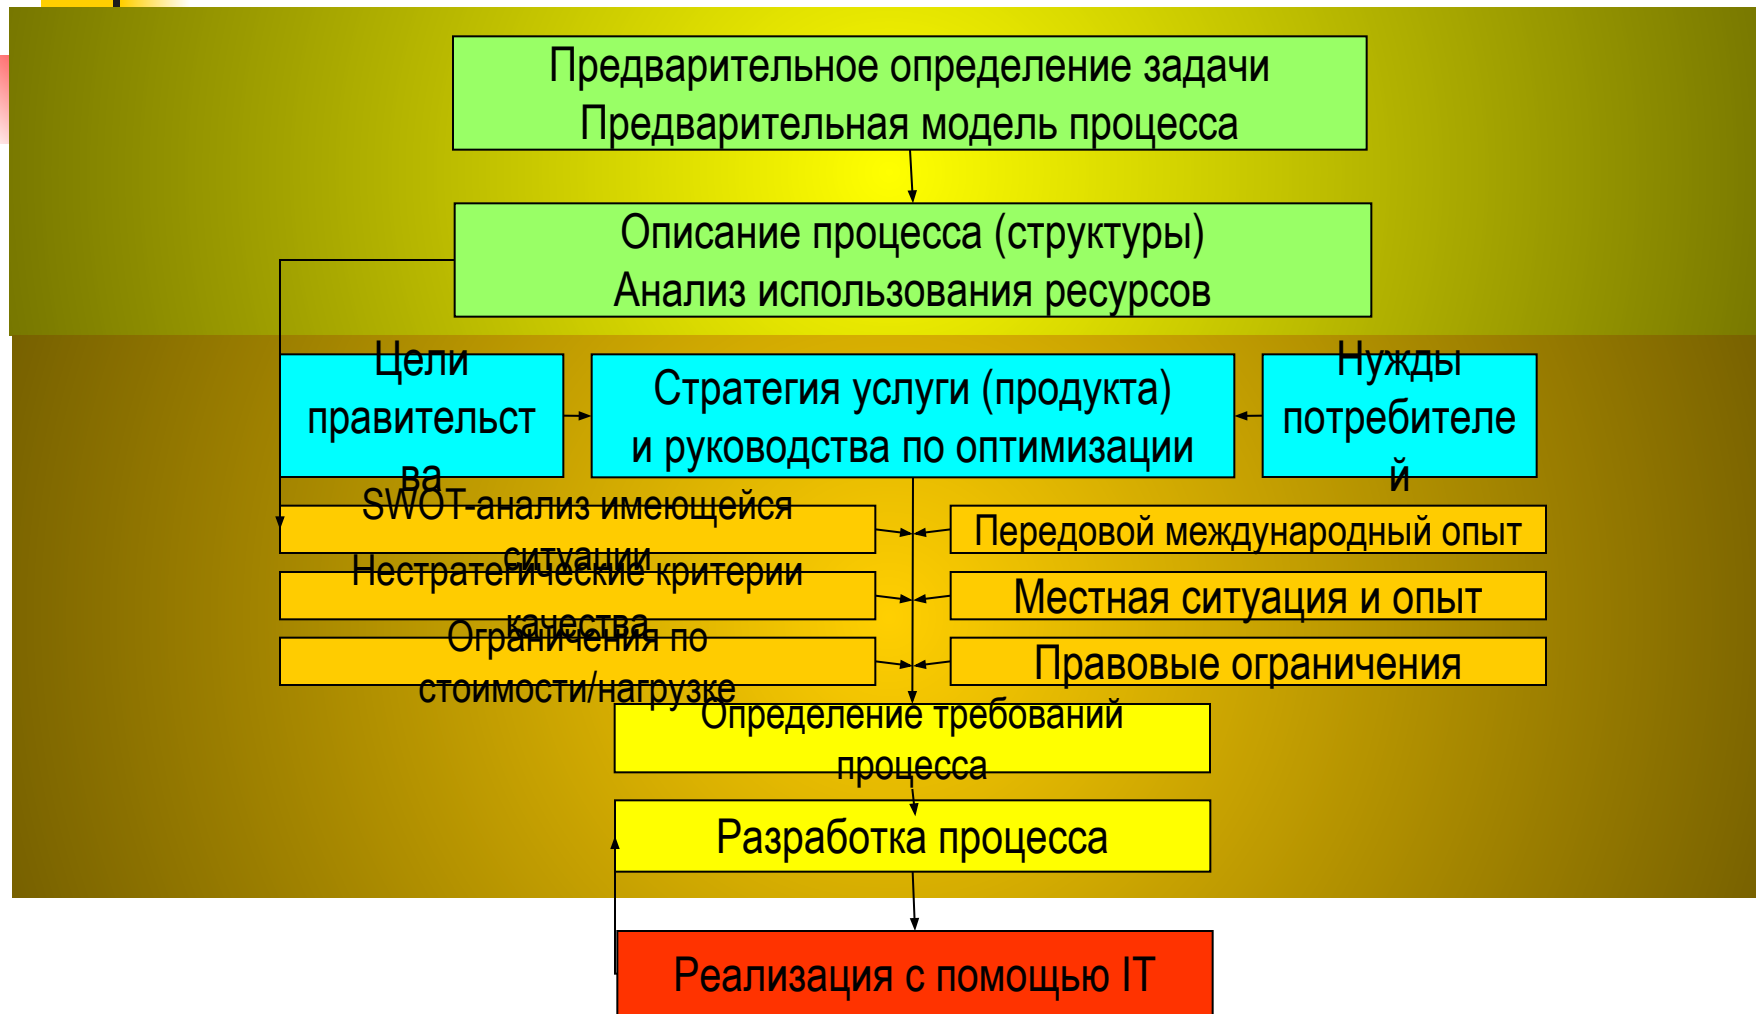 Предварительное определение задачи
Предварительная модель процесса
Описание процесса (структуры)
Анализ использования ресурсов
Цели
правительст
ва
Стратегия услуги (продукта)
и руководства по оптимизации
Нужды
потребителе
й
SWOT-анализ имеющейся
ситуации
Передовой международный опыт
Нестратегические критерии
качества
Местная ситуация и опыт
Ограничения по
стоимости/нагрузке
Правовые ограничения
Определение требований
процесса
Разработка процесса
Реализация с помощью IT